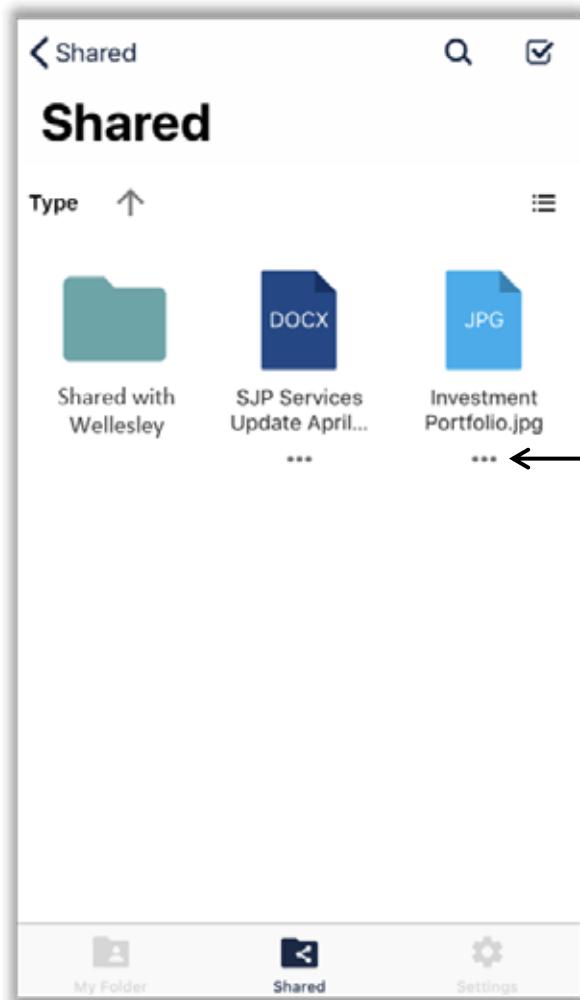 Shared
Shared
Type
DOCX
JPG
Shared with
Wellesley
SJP Services
Update April...
Investment
Portfolio.jpg
My Folder
Shared
Settings